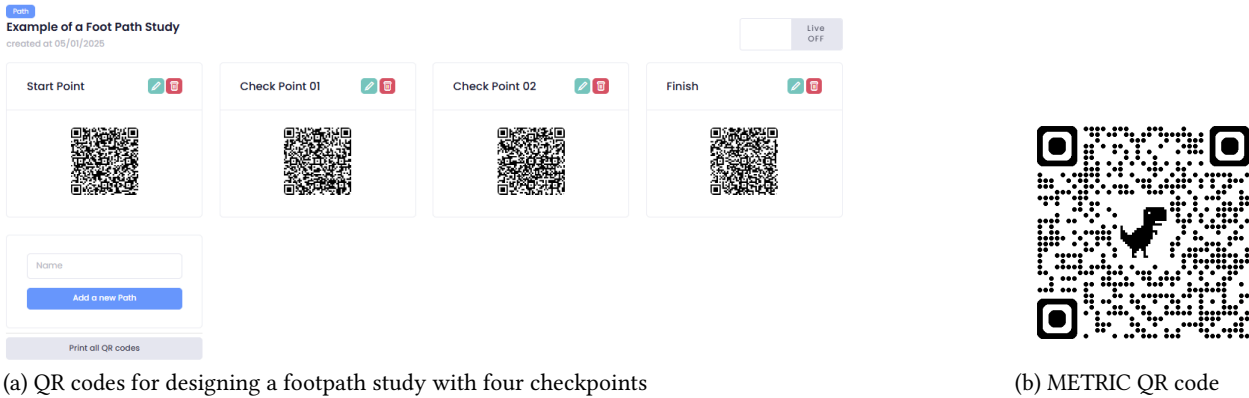 Path
Example of a Foot Path Study
created at 05/01/2025
Live
OFF
Start Point
Check Point 01
Check Point 02
Finish
Name
Add a new Path
Print all QR codes
(a) QR codes for designing a footpath study with four checkpoints
(b) METRIC QR code